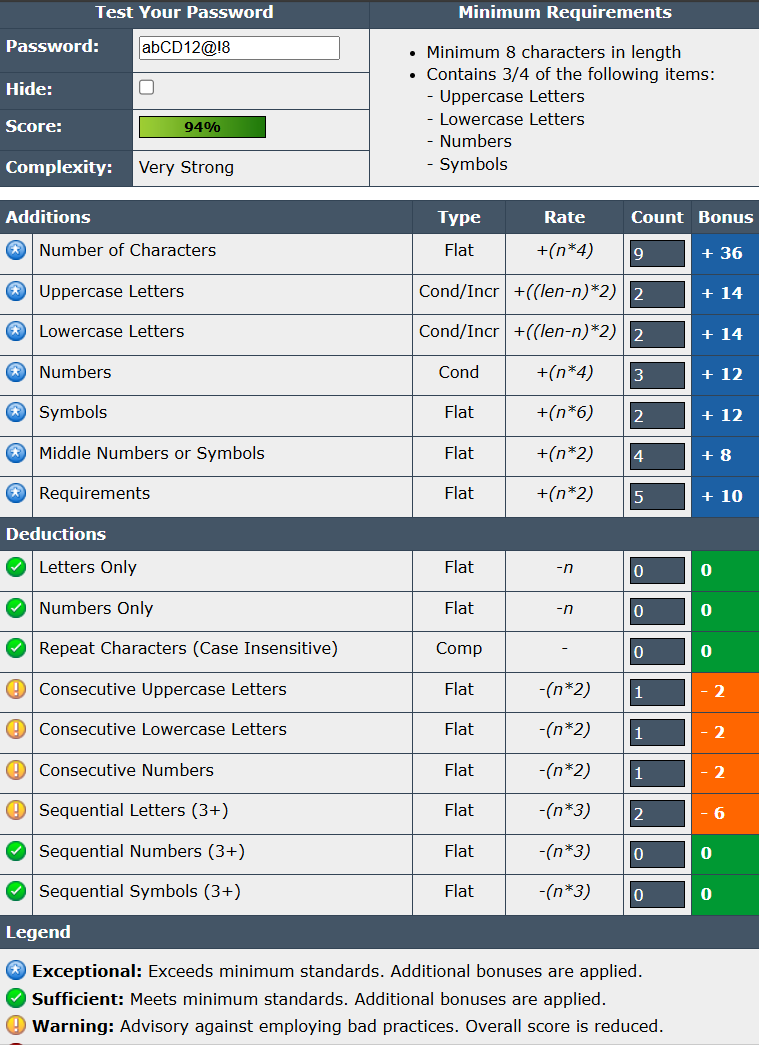 Test Your Password
Minimum Requirements
Password:
abCD12@!8
• Minimum 8 characters in length
• Contains 3/4 of the following items:
- Uppercase Letters
- Lowercase Letters
- Numbers
- Symbols
Hide:
Score:
94%
Complexity:
Very Strong
Additions Type Rate Count Bonus
Number of Characters Flat +(n*4) 9 + 36
Uppercase Letters Cond/Incr +((len-n)*2) 2 + 14
Lowercase Letters Cond/Incr +((len-n)*2) 2 + 14
Numbers Cond +(n*4) 3 + 12
Symbols Flat +(n*6) 2 + 12
Middle Numbers or Symbols Flat +(n*2) 4 + 8
Requirements Flat +(n*2) 5 + 10
Deductions
Letters Only Flat -n 0 0
Numbers Only Flat -n 0 0
Repeat Characters (Case Insensitive) Comp - 0 0
Consecutive Uppercase Letters Flat -(n*2) 1 - 2
Consecutive Lowercase Letters Flat -(n*2) 1 - 2
Consecutive Numbers Flat -(n*2) 1 - 2
Sequential Letters (3+) Flat -(n*3) 2 - 6
Sequential Numbers (3+) Flat -(n*3) 0 0
Sequential Symbols (3+) Flat -(n*3) 0 0
Legend
Exceptional: Exceeds minimum standards. Additional bonuses are applied.
Sufficient: Meets minimum standards. Additional bonuses are applied.
Warning: Advisory against employing bad practices. Overall score is reduced.